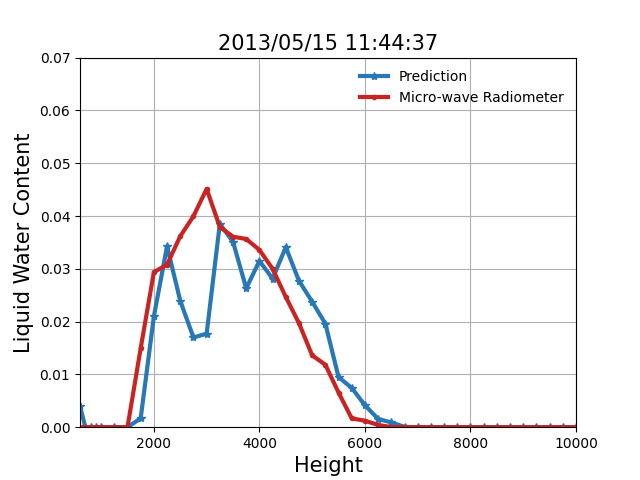 2013/05/15 11:44:37
Prediction
Micro-wave Radiometer
Liquid Water Content
0.07
0.06
0.05
0.04
0.03
0.02
0.01
0.00
2000 4000 6000 8000 10000
Height